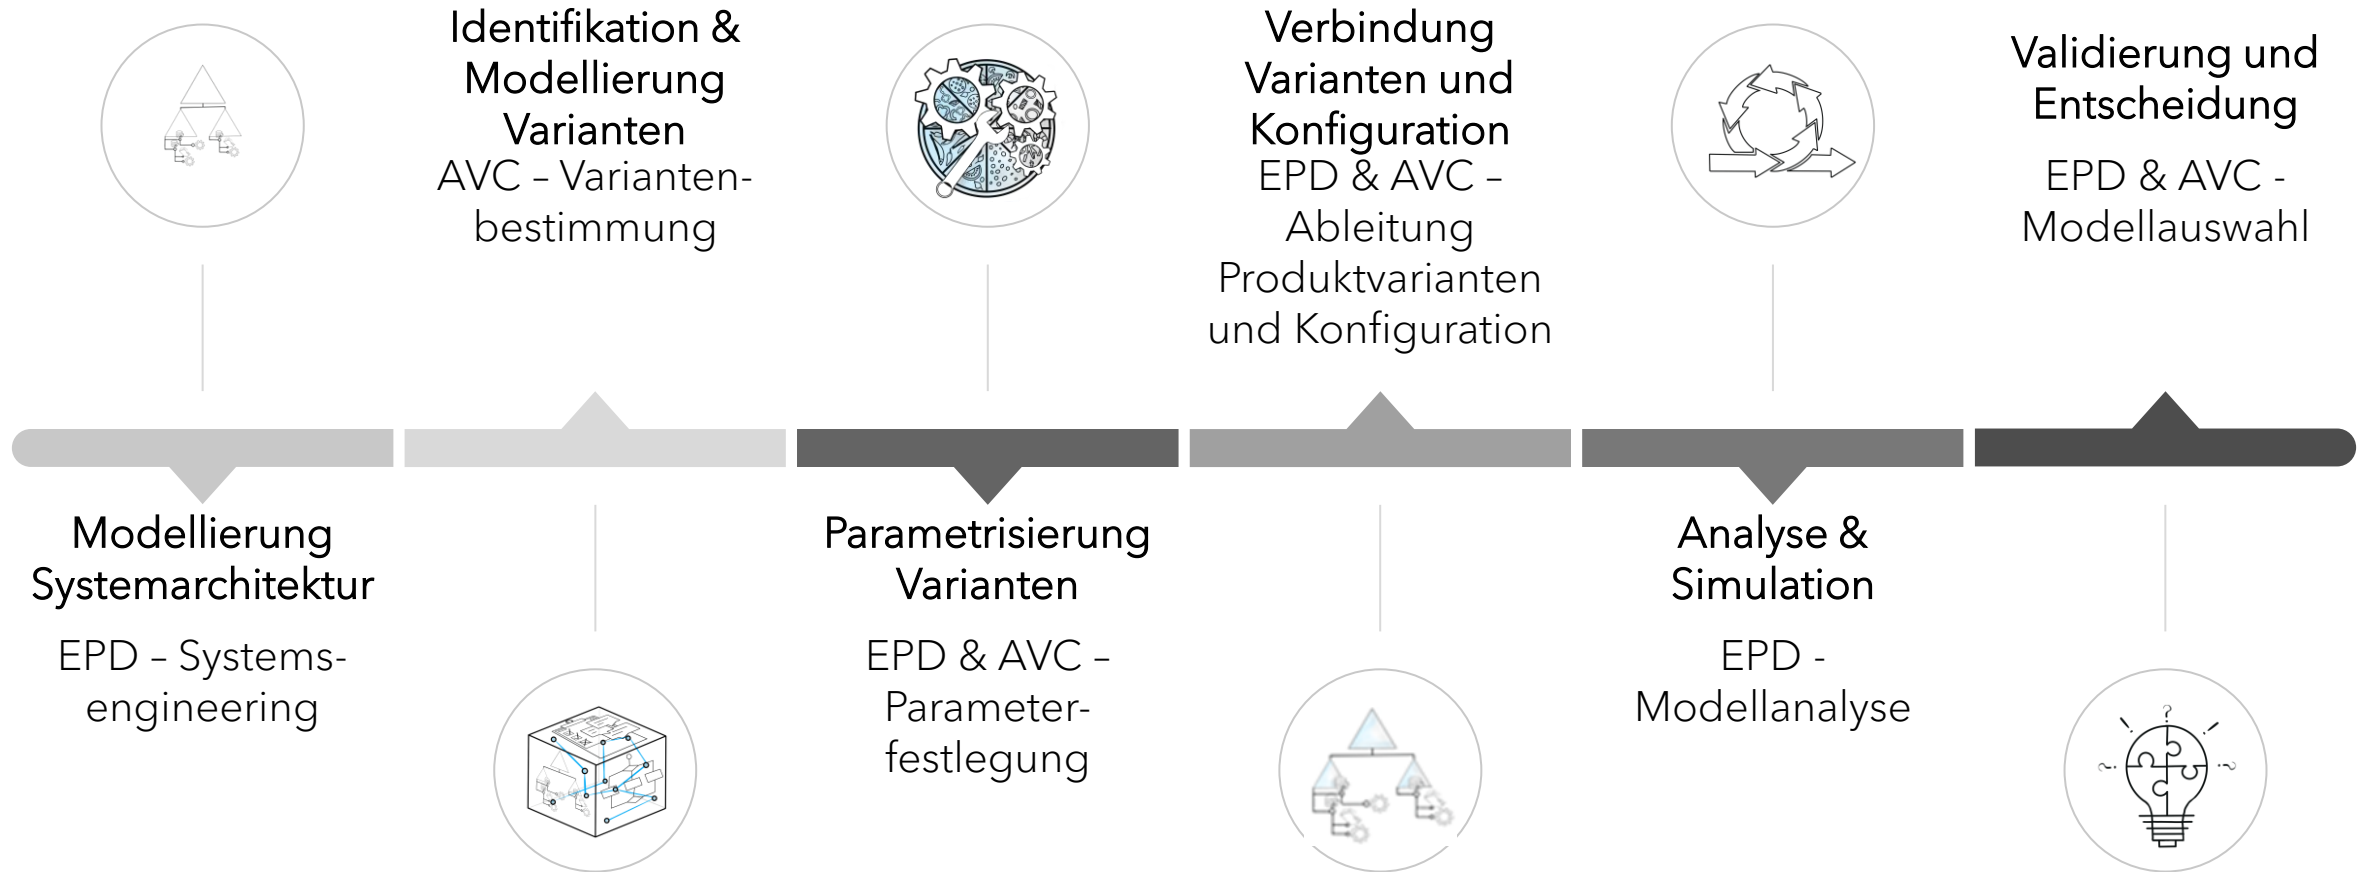 Modellierung
Systemarchitektur
EPD – Systems-
engineering
Identifikation &
Modellierung
Varianten
AVC – Varianten-
bestimmung
Parametrisierung
Varianten
EPD & AVC –
Parameter-
festlegung
Verbindung
Varianten und
Konfiguration
EPD & AVC –
Ableitung
Produktvarianten
und Konfiguration
Analyse &
Simulation
EPD -
Modellanalyse
Validierung und
Entscheidung
EPD & AVC -
Modellauswahl